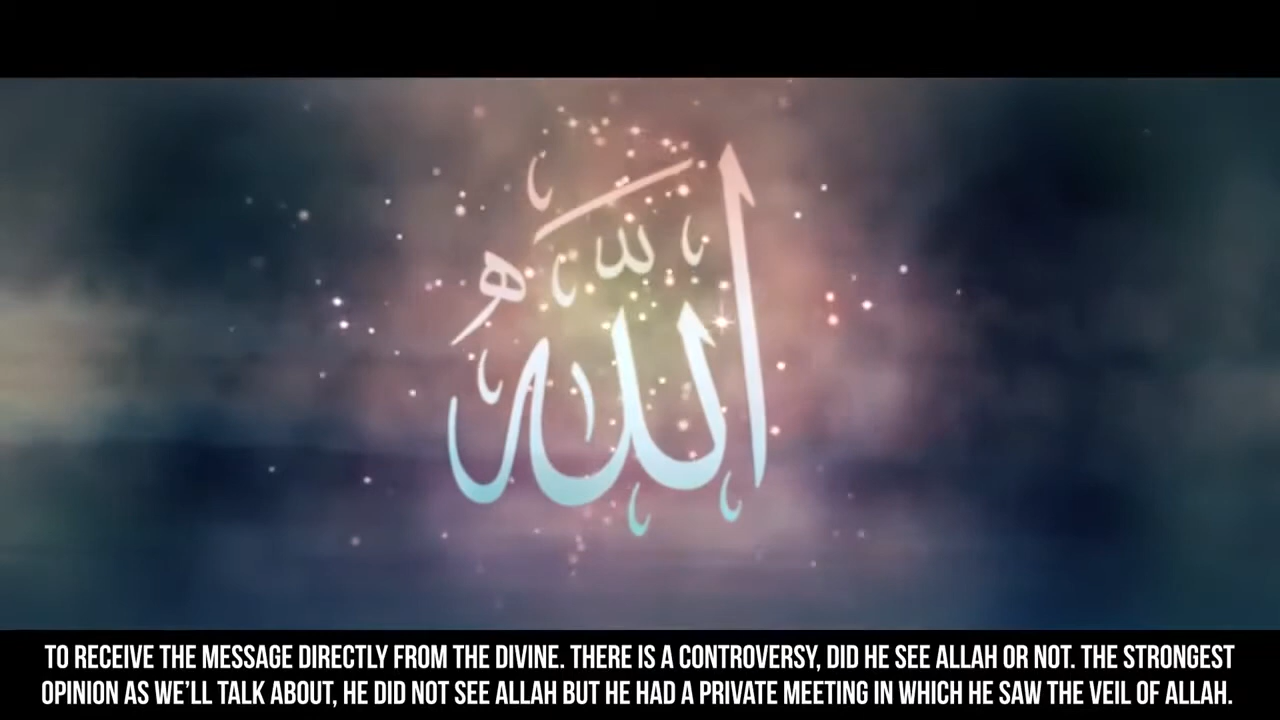 الله
TO RECEIVE THE MESSAGE DIRECTLY FROM THE DIVINE. THERE IS A CONTROVERSY, DID HE SEE ALLAH OR NOT. THE STRONGEST
OPINION AS WE'LL TALK ABOUT, HE DID NOT SEE ALLAH BUT HE HAD A PRIVATE MEETING IN WHICH HE SAW THE VEIL OF ALLAH.